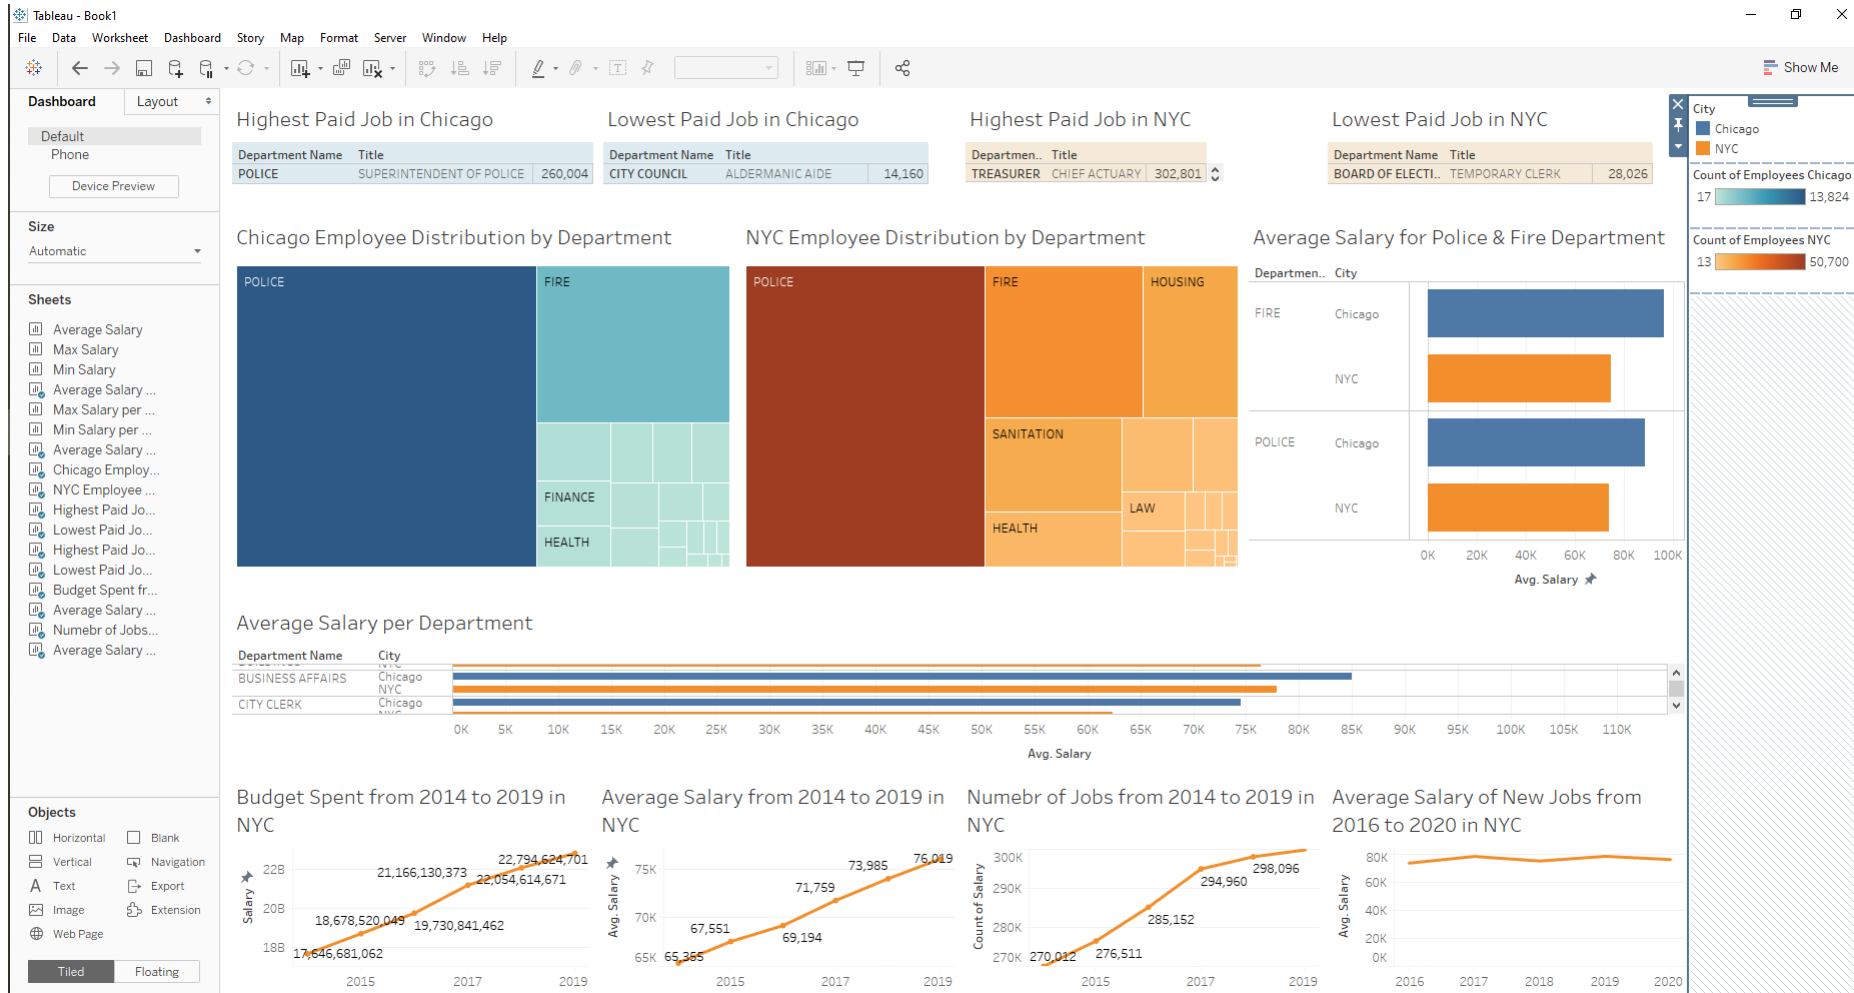 Tableau - Book1
File Data Worksheet Dashboard Story Map Format Server Window Help
Show Me
Dashboard Layout
Default
Phone
Device Preview
Size
Automatic
Sheets
Average Salary
Max Salary
Min Salary
Average Salary ...
Max Salary per ...
Min Salary per ...
Average Salary ...
Chicago Employ...
NYC Employee ...
Highest Paid Jo...
Lowest Paid Jo...
Highest Paid Jo...
Lowest Paid Jo...
Budget Spent fr...
Average Salary ...
Numebr of Jobs...
Average Salary ...
Objects
Horizontal Blank
Vertical Navigation
Text Export
Image Extension
Web Page
Tiled Floating
Highest Paid Job in Chicago
Department Name Title
POLICE SUPERINTENDENT OF POLICE 260,004
Lowest Paid Job in Chicago
Department Name Title
CITY COUNCIL ALDERMANIC AIDE 14,160
Highest Paid Job in NYC
Departmen.. Title
TREASURER CHIEF ACTUARY 302,801
Lowest Paid Job in NYC
Department Name Title
BOARD OF ELECTI.. TEMPORARY CLERK 28,026
City
Chicago
NYC
Count of Employees Chicago
17 13,824
Count of Employees NYC
13 50,700
Chicago Employee Distribution by Department
POLICE FIRE
FINANCE
HEALTH
NYC Employee Distribution by Department
POLICE FIRE HOUSING
SANITATION
LAW
HEALTH
Average Salary for Police & Fire Department
Departmen.. City
FIRE Chicago
NYC
POLICE Chicago
NYC
0K 20K 40K 60K 80K 100K
Avg. Salary
Average Salary per Department
Department Name City
NYC
BUSINESS AFFAIRS Chicago
NYC
CITY CLERK Chicago
NYC
0K 5K 10K 15K 20K 25K 30K 35K 40K 45K 50K 55K 60K 65K 70K 75K 80K 85K 90K 95K 100K 105K 110K
Avg. Salary
Budget Spent from 2014 to 2019 in
NYC
Salary
22B
20B
18B
17,646,681,062
18,678,520,049
19,730,841,462
21,166,130,373
22,054,614,671
22,794,624,701
2015 2017 2019
Average Salary from 2014 to 2019 in
NYC
Avg. Salary
75K
70K
65K
65,355
67,551
69,194
71,759
73,985
76,019
2015 2017 2019
Numebr of Jobs from 2014 to 2019 in
NYC
Count of Salary
300K
290K
280K
270K
270,012
276,511
285,152
294,960
298,096
2015 2017 2019
Average Salary of New Jobs from
2016 to 2020 in NYC
Avg. Salary
80K
60K
40K
20K
0K
2016 2017 2018 2019 2020